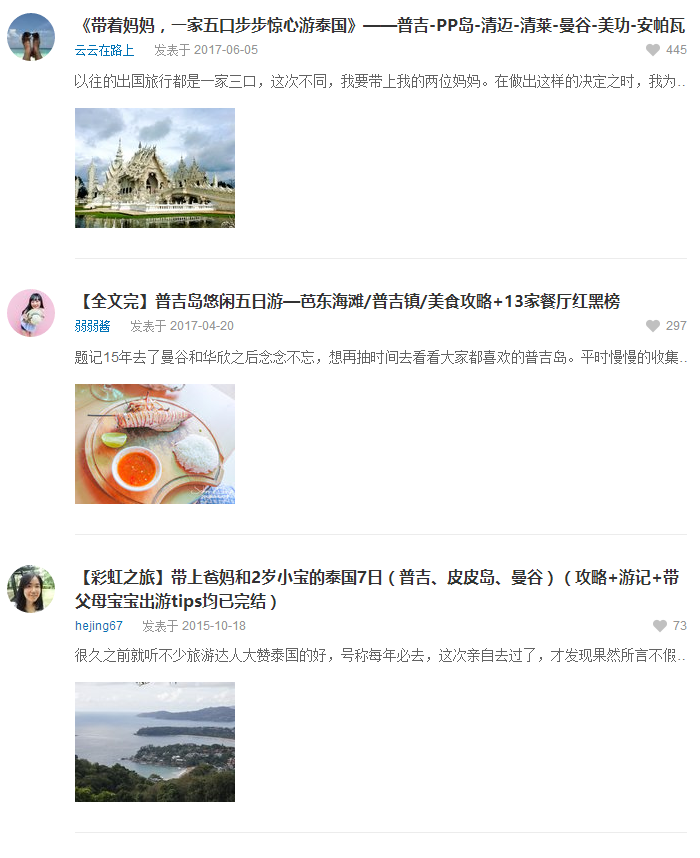 《带着妈妈，一家五口步步惊心游泰国》——普吉-PP岛-清迈-清莱-曼谷-美功-安帕瓦
云云在路上 发表于 2017-06-05 445
以往的出国旅行都是一家三口，这次不同，我要带上我的两位妈妈。在做出这样的决定之时，我为...
【全文完】普吉岛悠闲五日游—芭东海滩/普吉镇/美食攻略+13家餐厅红黑榜
弱弱酱 发表于 2017-04-20 297
题记15年去了曼谷和华欣之后念念不忘，想再抽时间去看看大家都喜欢的普吉岛。平时慢慢的收集...
【彩虹之旅】带上爸妈和2岁小宝的泰国7日（普吉、皮皮岛、曼谷）（攻略+游记+带
父母宝宝出游tips均已完结）
hejing67 发表于 2015-10-18 73
很久之前就听不少旅游达人大赞泰国的好，号称每年必去，这次亲自去过了，才发现果然所言不假...